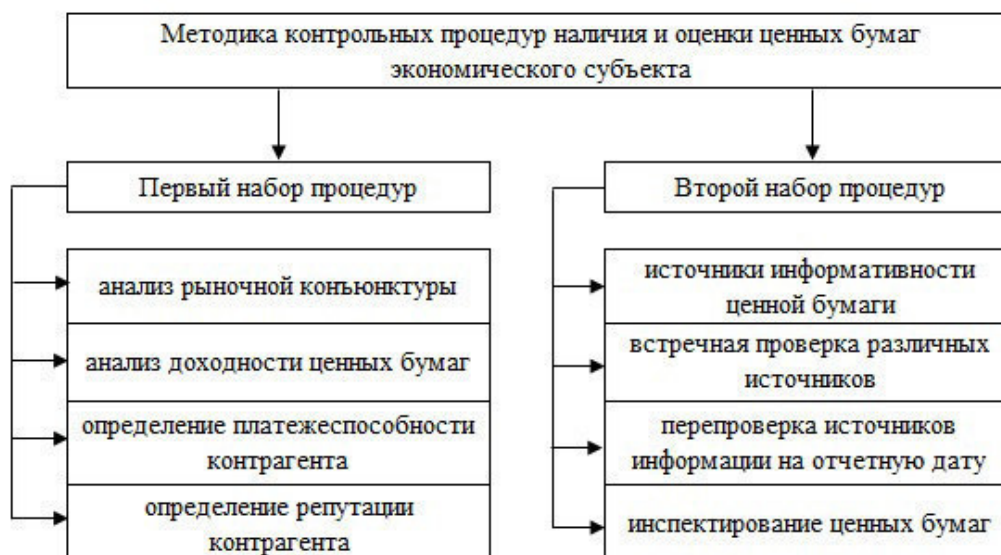 Методика контрольных процедур наличия и оценки ценных бумаг
экономического субъекта
Первый набор процедур
анализ рыночной конъюнктуры
анализ доходности ценных бумаг
определение платежеспособности
контрагента
определение репутации
контрагента
Второй набор процедур
источники информативности
ценной бумаги
встречная проверка различных
источников
перепроверка источников
информации на отчетную дату
инспектирование ценных бумаг